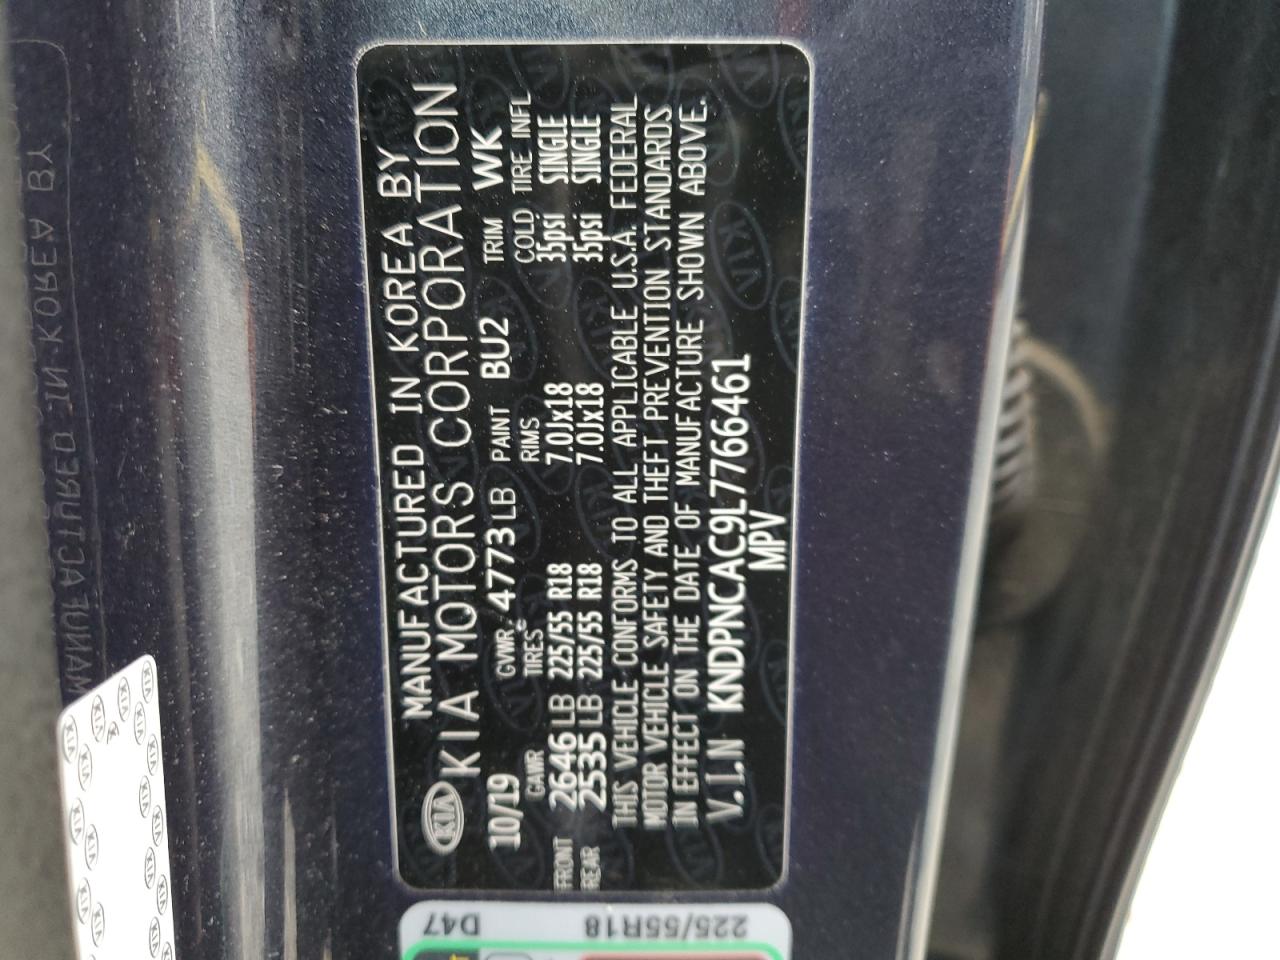 MANUFACTURED IN KOREA BY
KIA KIA MOTORS CORPORATION
10/19 GVWR 4773LB PAINT BU2 TRIM WK
GAWR TIRES RIMS COLD TIRE INFL
FRONT 2646LB 225/55 R18 7.0Jx18 35psi SINGLE
REAR 2535LB 225/55 R18 7.0Jx18 35psi SINGLE
THIS VEHICLE CONFORMS TO ALL APPLICABLE U.S.A. FEDERAL
MOTOR VEHICLE SAFETY AND THEFT PREVENTION STANDARDS
IN EFFECT ON THE DATE OF MANUFACTURE SHOWN ABOVE.
V.I.N KNDPNCAC9L7766461
MPV
D47
225/55R18
MANUFACTURED IN KOREA BY